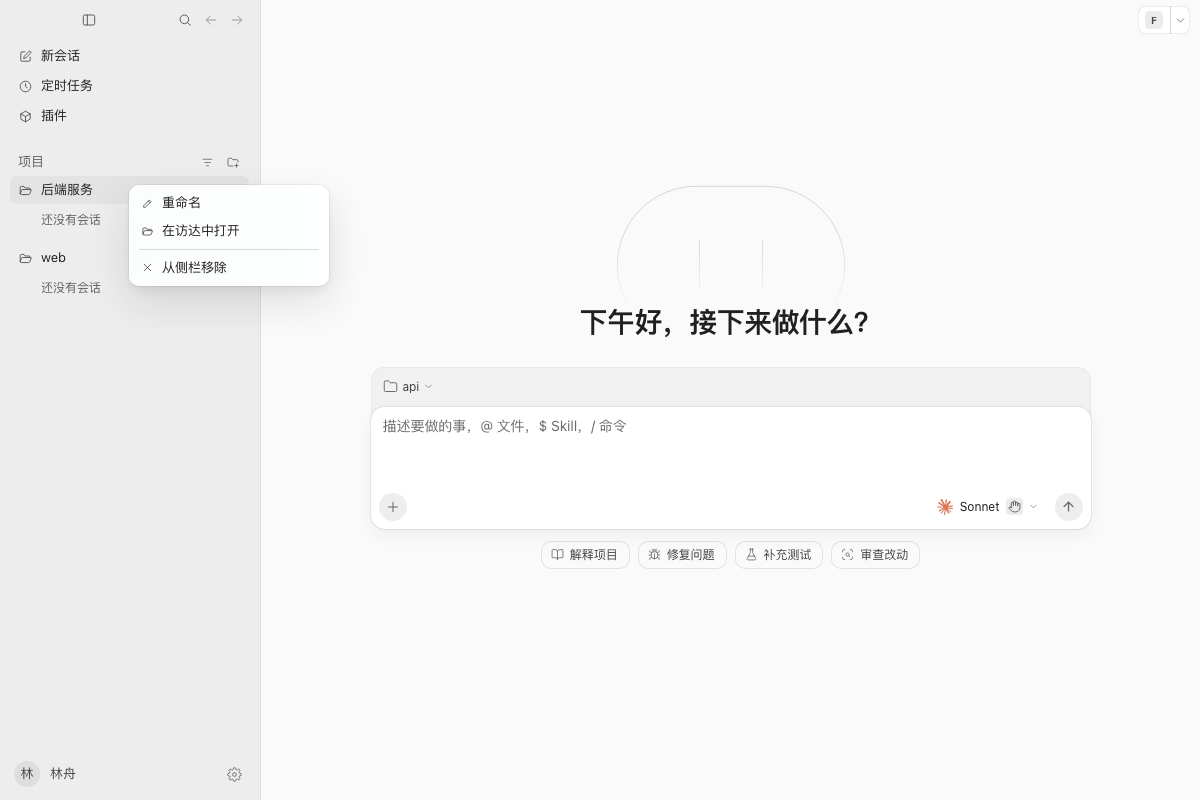 F
新会话
定时任务
插件
项目
后端服务
还没有会话
web
还没有会话
重命名
在访达中打开
从侧栏移除
下午好，接下来做什么?
api
描述要做的事，@ 文件，$ Skill，/ 命令
Sonnet
解释项目
修复问题
补充测试
审查改动
林 林舟